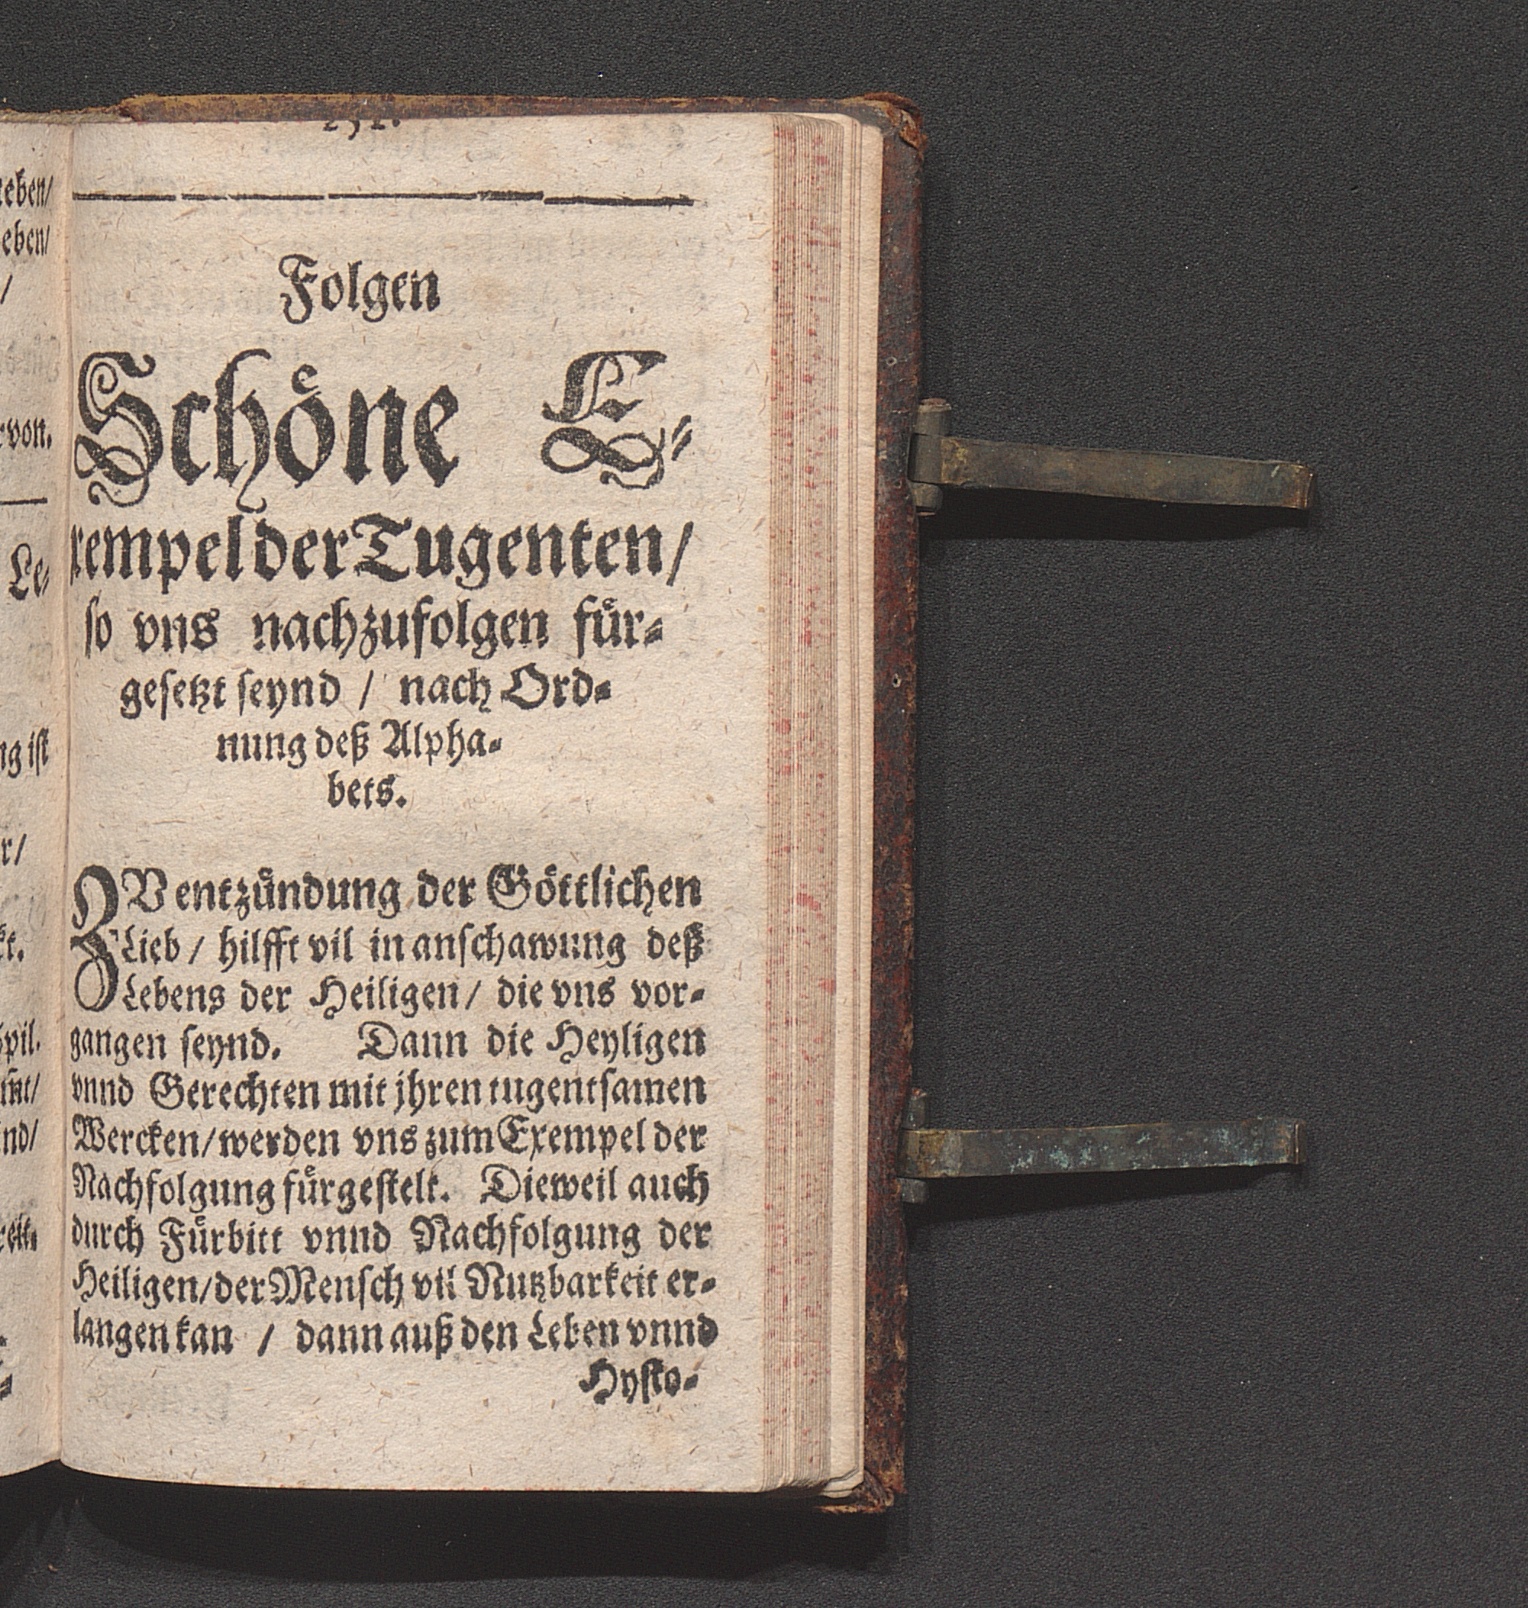 Folgen
Schöne E-
xempel der Tugenten/
so vns nachzufolgen für-
gesetzt seynd / nach Ord-
nung deß Alpha-
bets.
ZV entzündung der Göttlichen
Lieb / hilfft vil in anschawung deß
Lebens der Heiligen / die vns vor-
gangen seynd. Dann die Heyligen
vnnd Gerechten mit jhren tugentsamen
Wercken/ werden vns zum Exempel der
Nachfolgung fürgestelt. Dieweil auch
durch Fürbitt vnnd Nachfolgung der
Heiligen/ der Mensch vil Nutzbarkeit er-
langen kan / dann auß den Leben vnnd
Hysto-